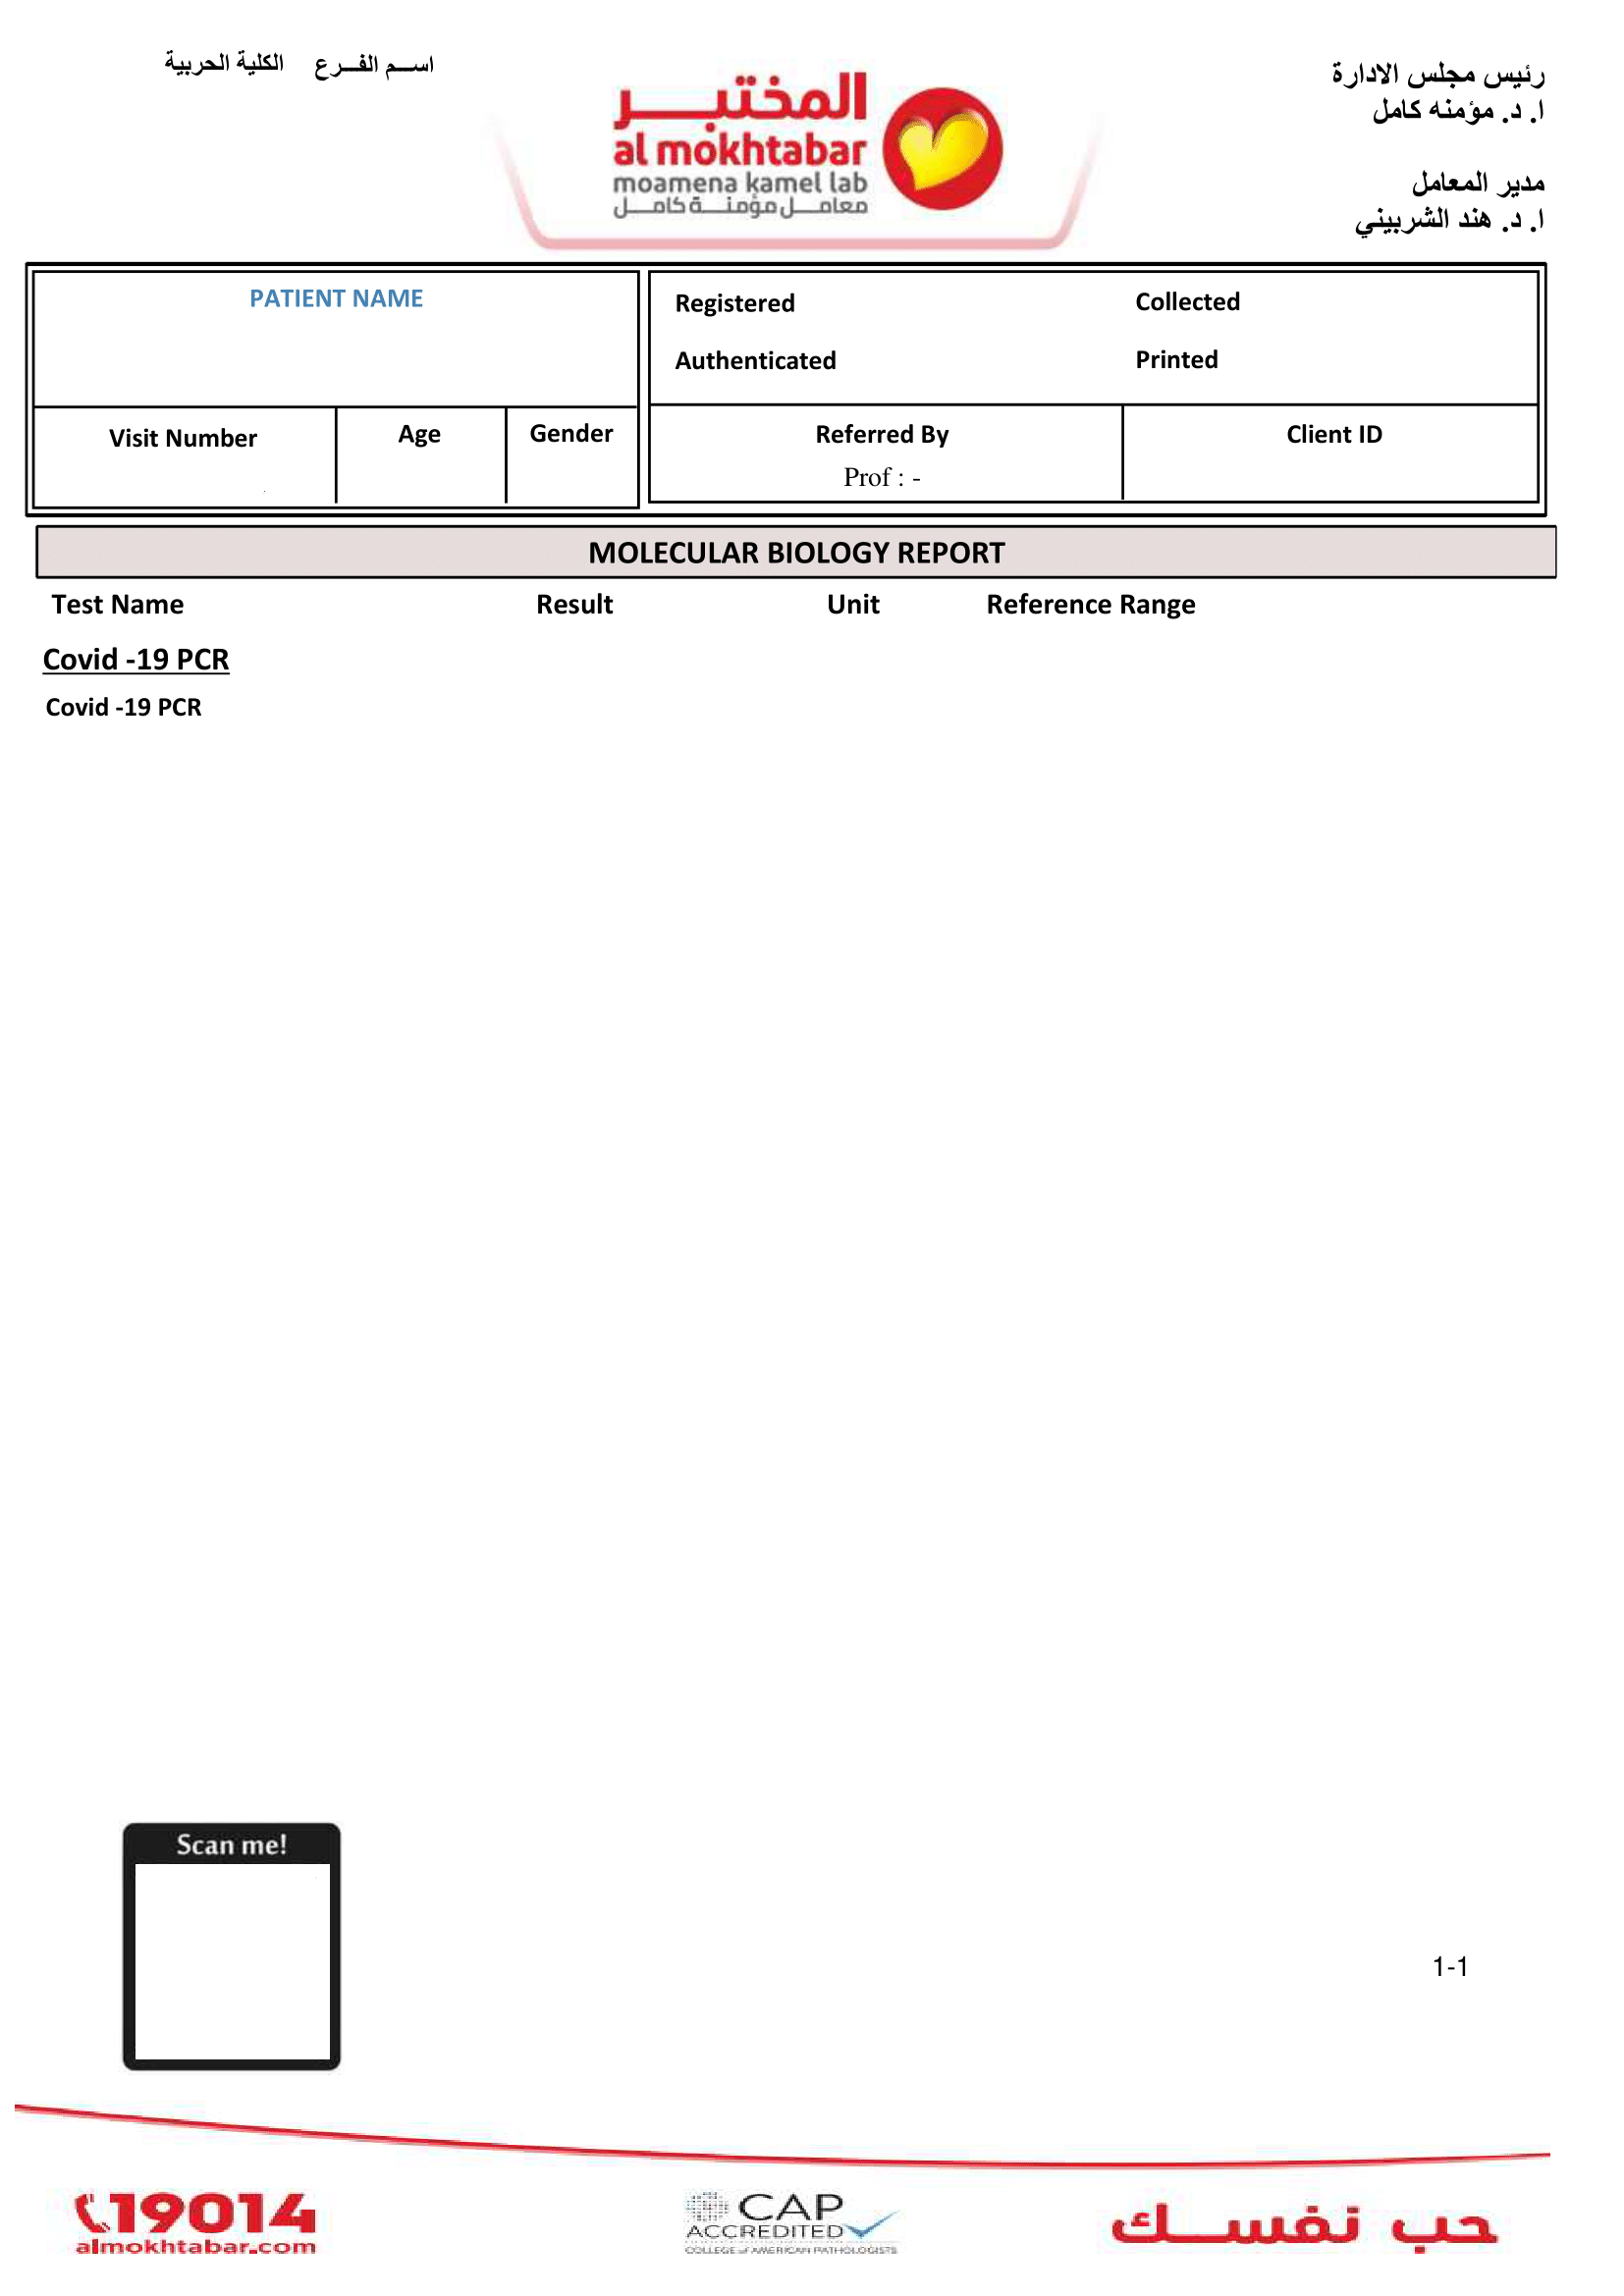 اســم الفــرع الكلية الحربية
المختبـــر
al mokhtabar
moamena kamel lab
معامــل مؤمنــة كامــل
رئيس مجلس الادارة
ا. د. مؤمنه كامل
مدير المعامل
ا. د. هند الشربيني
PATIENT NAME
Registered Collected
Authenticated Printed
Visit Number Age Gender
Referred By Client ID
Prof : -
MOLECULAR BIOLOGY REPORT
Test Name Result Unit Reference Range
Covid -19 PCR
Covid -19 PCR
Scan me!
1-1
19014
almokhtabar.com
CAP
ACCREDITED
COLLEGE of AMERICAN PATHOLOGISTS
حب نفســك